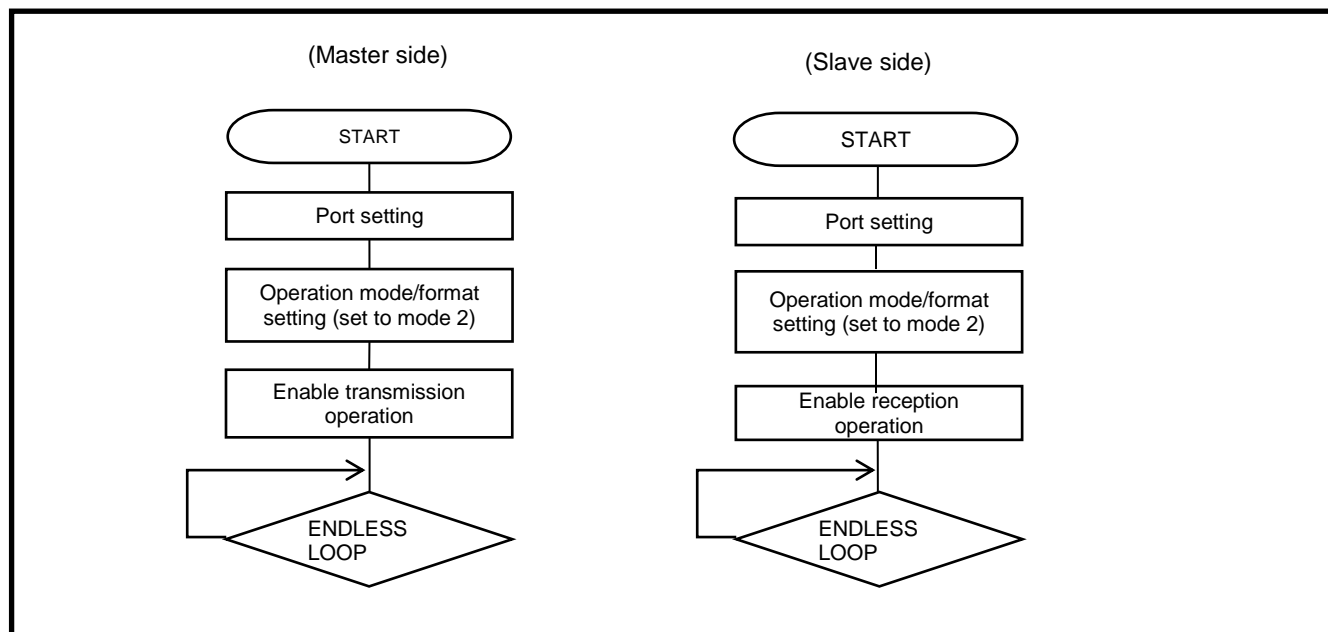 (Master side)
START
Port setting
Operation mode/format
setting (set to mode 2)
Enable transmission
operation
ENDLESS
LOOP
(Slave side)
START
Port setting
Operation mode/format
setting (set to mode 2)
Enable reception
operation
ENDLESS
LOOP